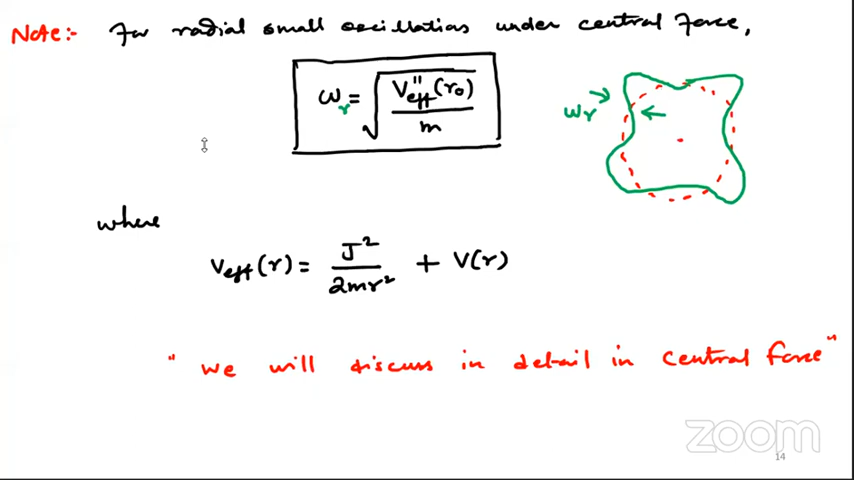 Note:- For radial small oscillations under central force,
ωr = √(V"eff(r0)/m)
ωr
where
Veff(r) = J²/2mr² + V(r)
" We will discuss in detail in central force"
zoom
14